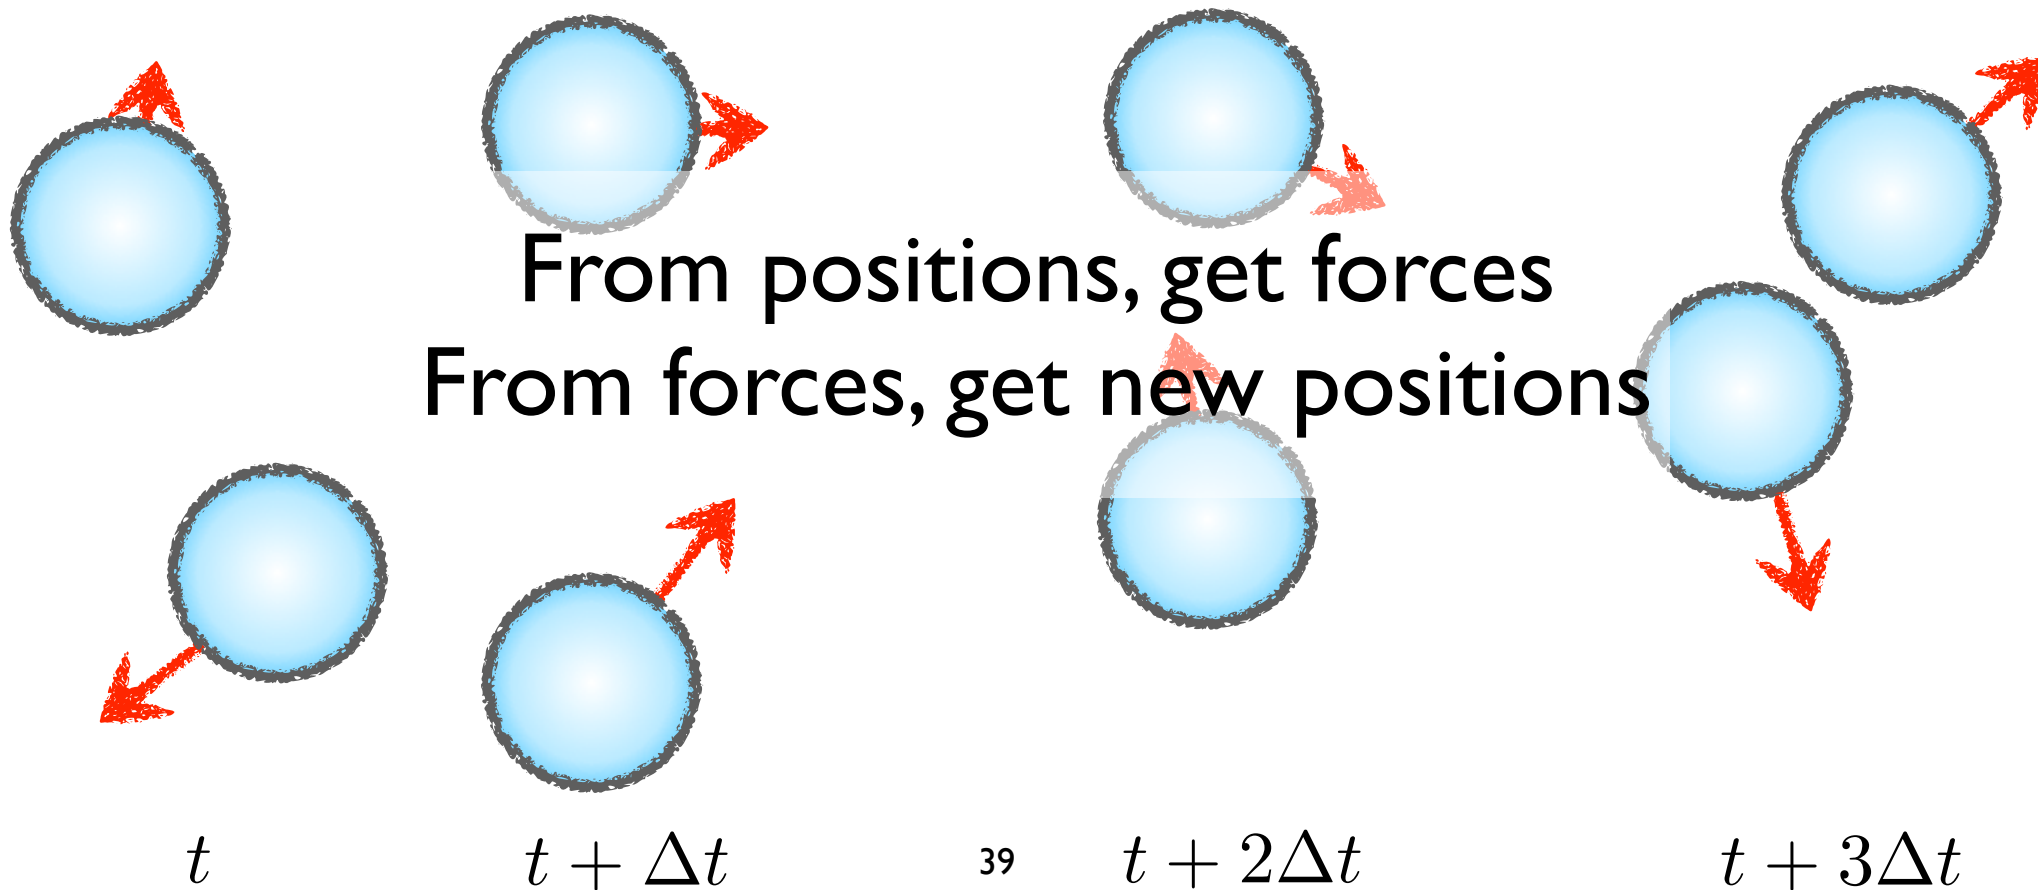 From positions, get forces
From forces, get new positions
t
t + Δt
39
t + 2Δt
t + 3Δt